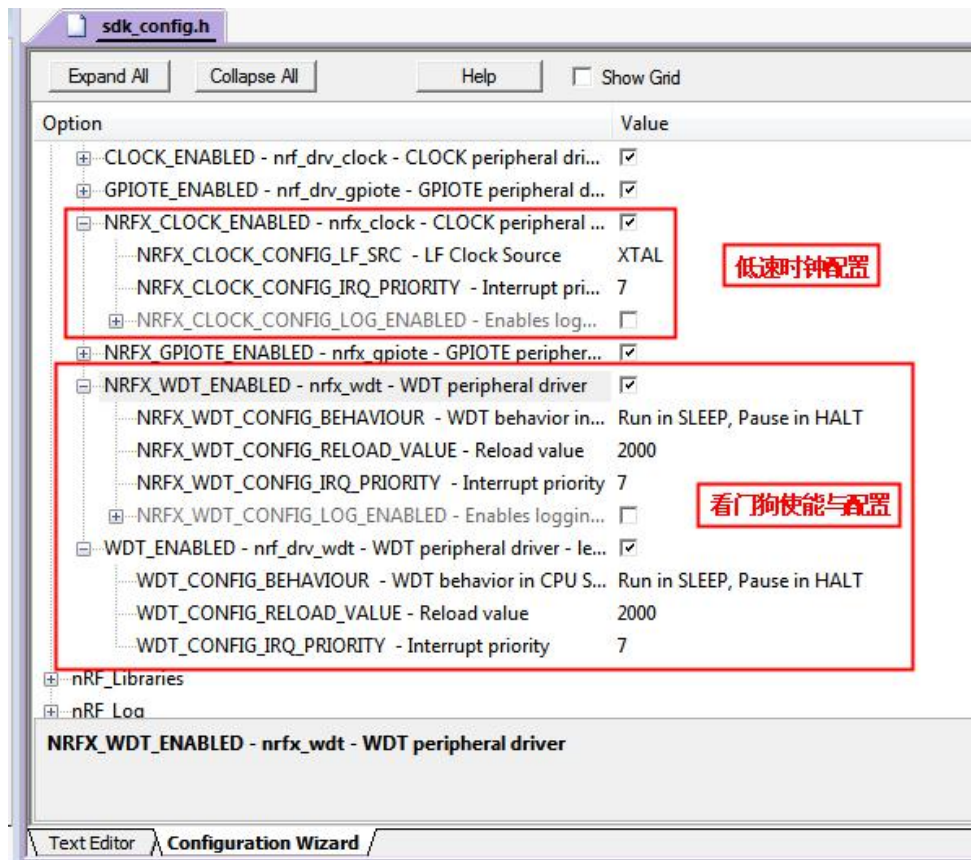 sdk_config.h
Expand All Collapse All Help Show Grid
Option Value
CLOCK_ENABLED - nrf_drv_clock - CLOCK peripheral dri...
GPIOTE_ENABLED - nrf_drv_gpiote - GPIOTE peripheral d...
NRFX_CLOCK_ENABLED - nrfx_clock - CLOCK peripheral ...
NRFX_CLOCK_CONFIG_LF_SRC - LF Clock Source XTAL
低速时钟配置
NRFX_CLOCK_CONFIG_IRQ_PRIORITY - Interrupt pri... 7
NRFX_CLOCK_CONFIG_LOG_ENABLED - Enables log...
NRFX_GPIOTE_ENABLED - nrfx_gpiote - GPIOTE peripher...
NRFX_WDT_ENABLED - nrfx_wdt - WDT peripheral driver
NRFX_WDT_CONFIG_BEHAVIOUR - WDT behavior in... Run in SLEEP, Pause in HALT
NRFX_WDT_CONFIG_RELOAD_VALUE - Reload value 2000
NRFX_WDT_CONFIG_IRQ_PRIORITY - Interrupt priority 7
看门狗使能与配置
NRFX_WDT_CONFIG_LOG_ENABLED - Enables loggin...
WDT_ENABLED - nrf_drv_wdt - WDT peripheral driver - le...
WDT_CONFIG_BEHAVIOUR - WDT behavior in CPU S... Run in SLEEP, Pause in HALT
WDT_CONFIG_RELOAD_VALUE - Reload value 2000
WDT_CONFIG_IRQ_PRIORITY - Interrupt priority 7
nRF_Libraries
nRF_Log
NRFX_WDT_ENABLED - nrfx_wdt - WDT peripheral driver
Text Editor Configuration Wizard